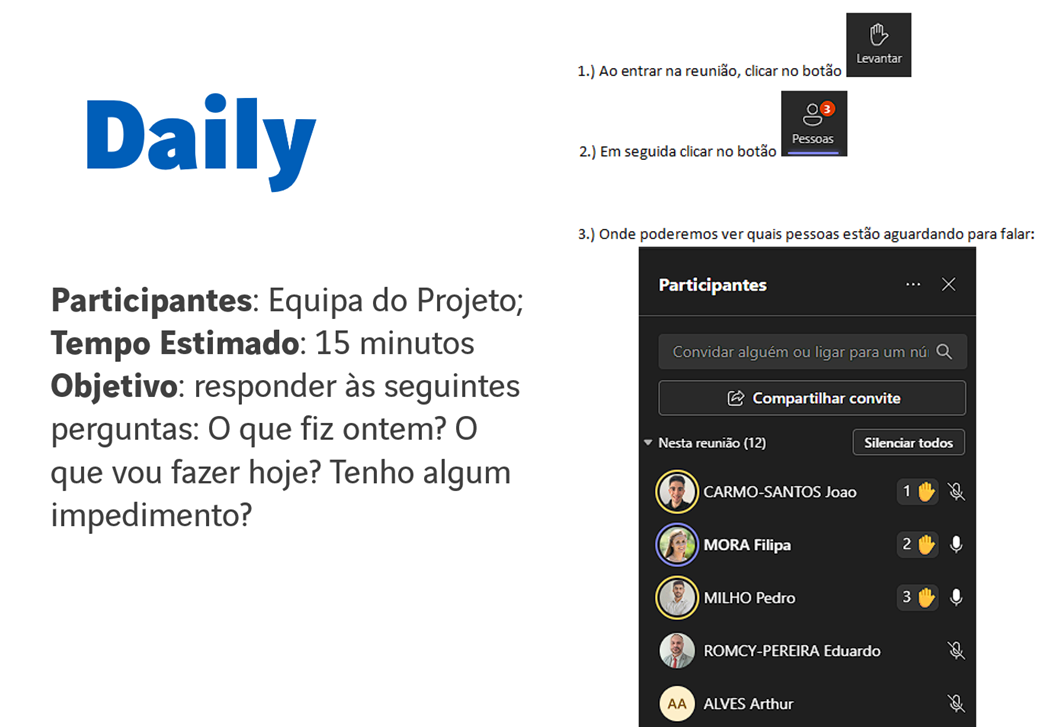 Daily
Participantes: Equipa do Projeto;
Tempo Estimado: 15 minutos
Objetivo: responder às seguintes
perguntas: O que fiz ontem? O
que vou fazer hoje? Tenho algum
impedimento?
1.) Ao entrar na reunião, clicar no botão
Levantar
2.) Em seguida clicar no botão
3
Pessoas
3.) Onde poderemos ver quais pessoas estão aguardando para falar:
Participantes
Convidar alguém ou ligar para um nú
Compartilhar convite
Nesta reunião (12)
Silenciar todos
CARMO-SANTOS Joao 1
MORA Filipa 2
MILHO Pedro 3
ROMCY-PEREIRA Eduardo
AA ALVES Arthur